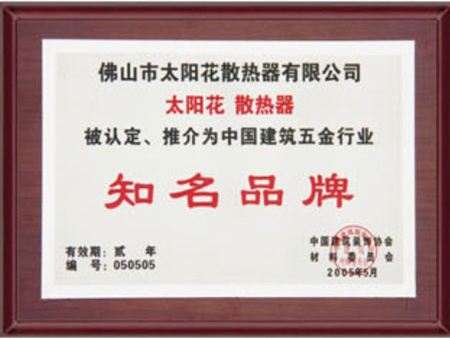 佛山市太阳花散热器有限公司
太阳花 散热器
被认定、推介为中国建筑五金行业
知名品牌
有效期：贰 年
编 号：050505
中国建筑装饰协会
材料委员会
2005年5月